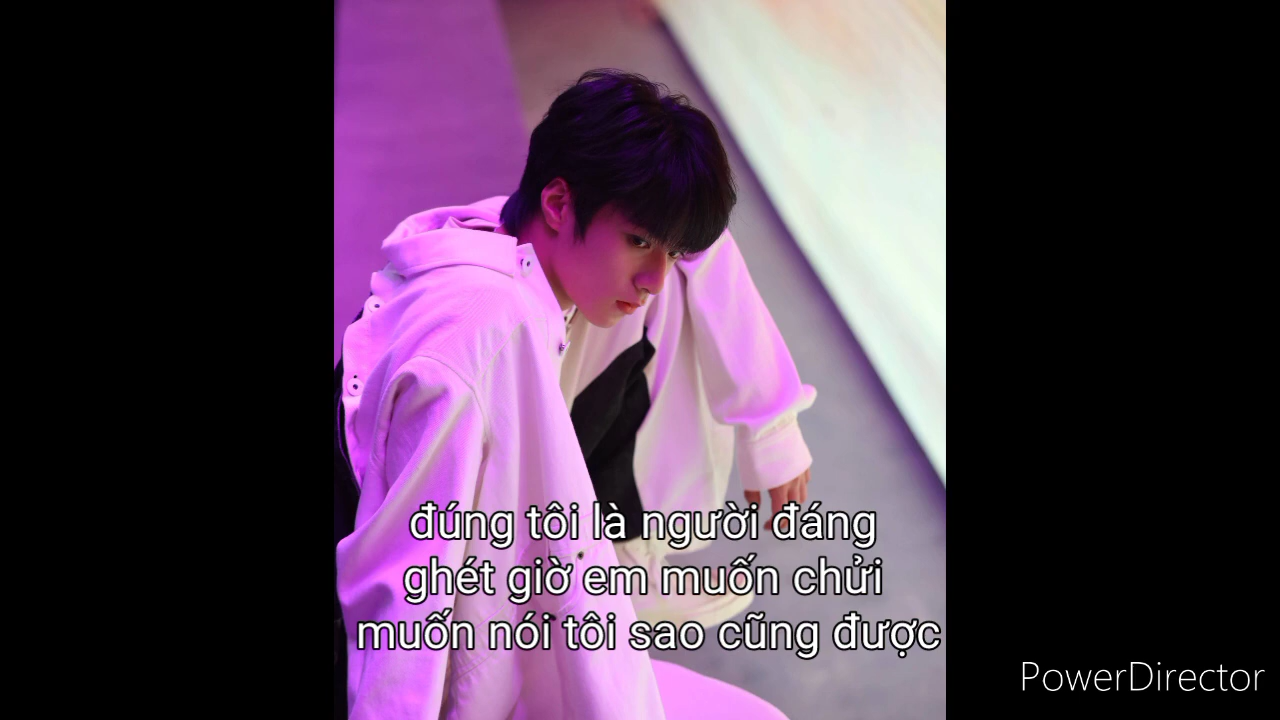 đúng tôi là người đáng
ghét giờ em muốn chửi
muốn nói tôi sao cũng được
PowerDirector